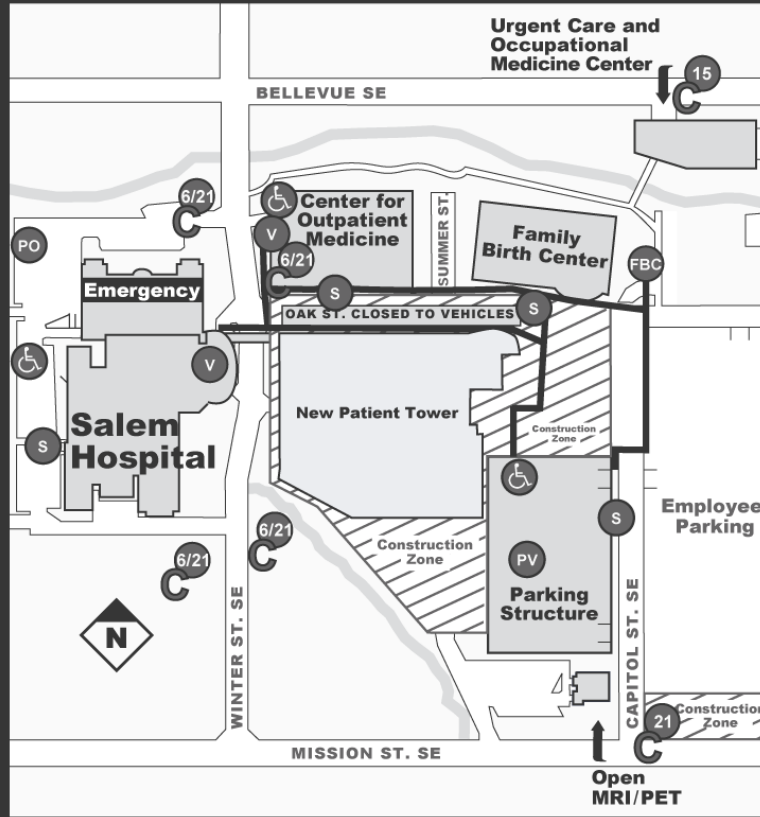 Urgent Care and
Occupational
Medicine Center
15
C
BELLEVUE SE
6/21
C
PO
Center for
Outpatient
Medicine
V
6/21
C
SUMMER ST.
Family
Birth Center
FBC
Emergency
S
S
OAK ST. CLOSED TO VEHICLES
V
New Patient Tower
Construction
Zone
Salem
Hospital
S
S
Employee
Parking
6/21
C
Construction
Zone
6/21
C
PV
Parking
Structure
N
WINTER ST. SE
CAPITOL ST. SE
Construction
Zone
21
C
MISSION ST. SE
Open
MRI/PET